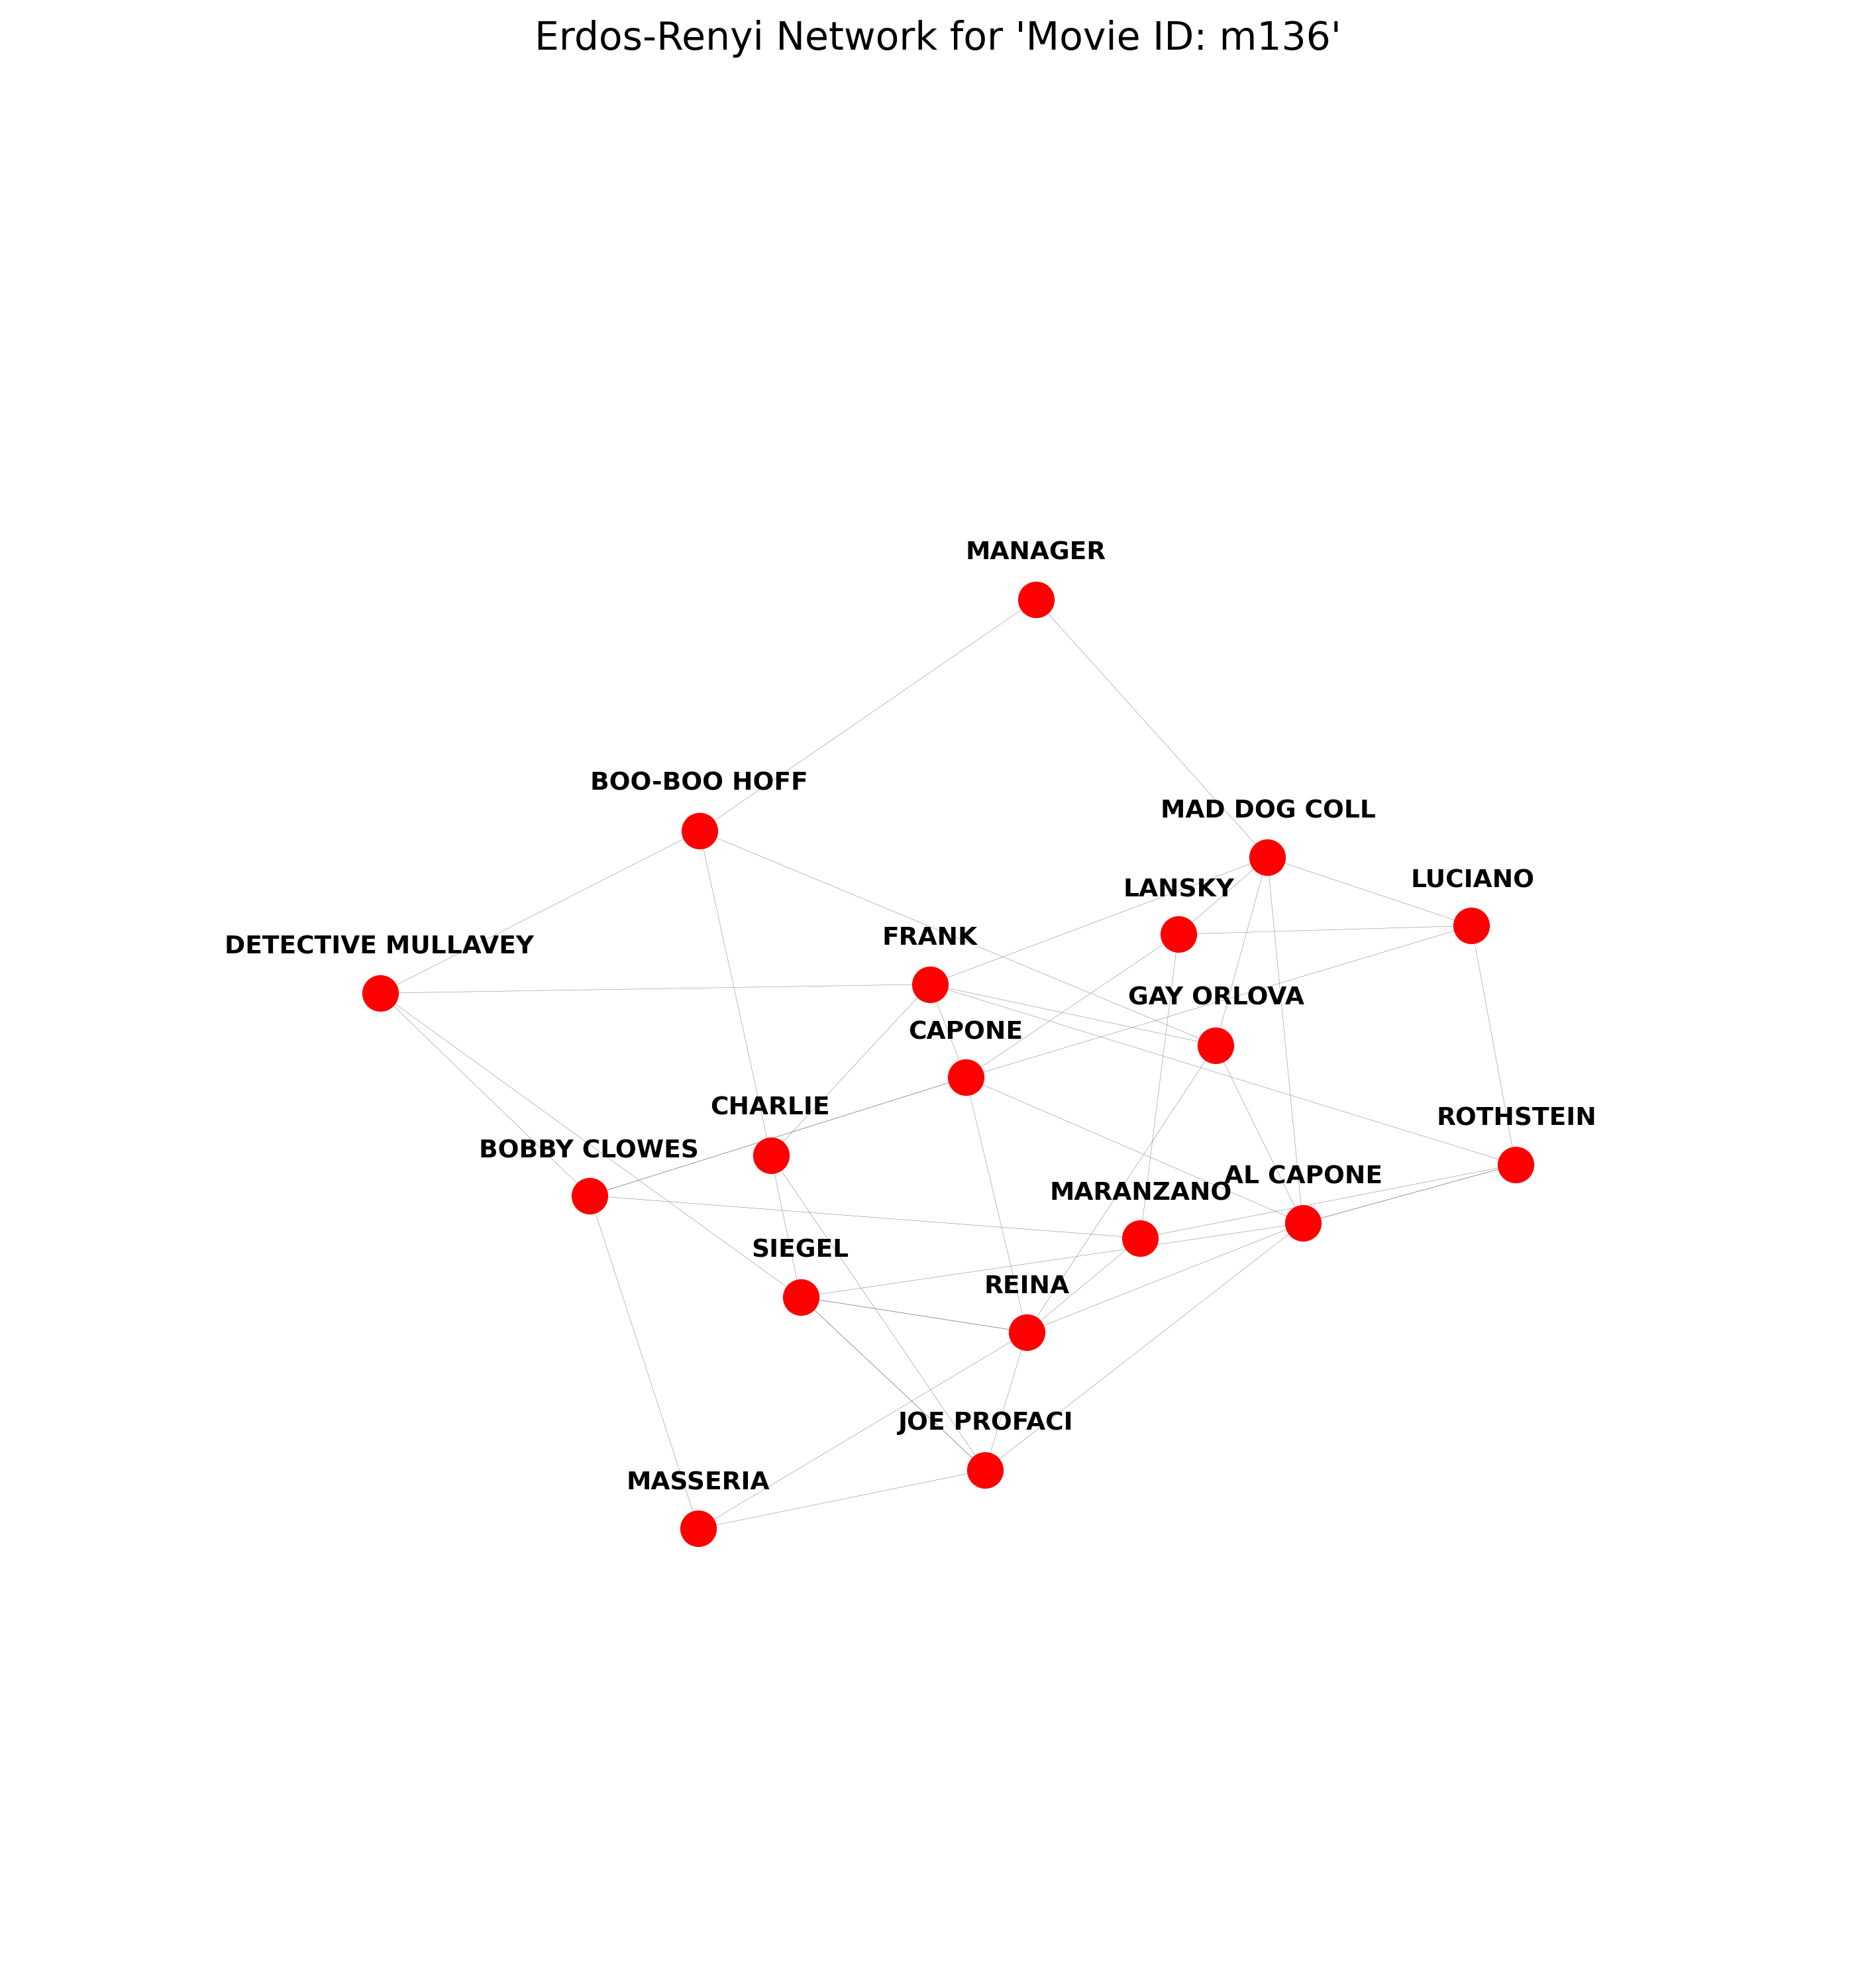 Erdos-Renyi Network for 'Movie ID: m136'
MANAGER
BOO-BOO HOFF
MAD DOG COLL
LUCIANO
LANSKY
FRANK
DETECTIVE MULLAVEY
GAY ORLOVA
CAPONE
CHARLIE
ROTHSTEIN
BOBBY CLOWES
AL CAPONE
MARANZANO
SIEGEL
REINA
JOE PROFACI
MASSERIA